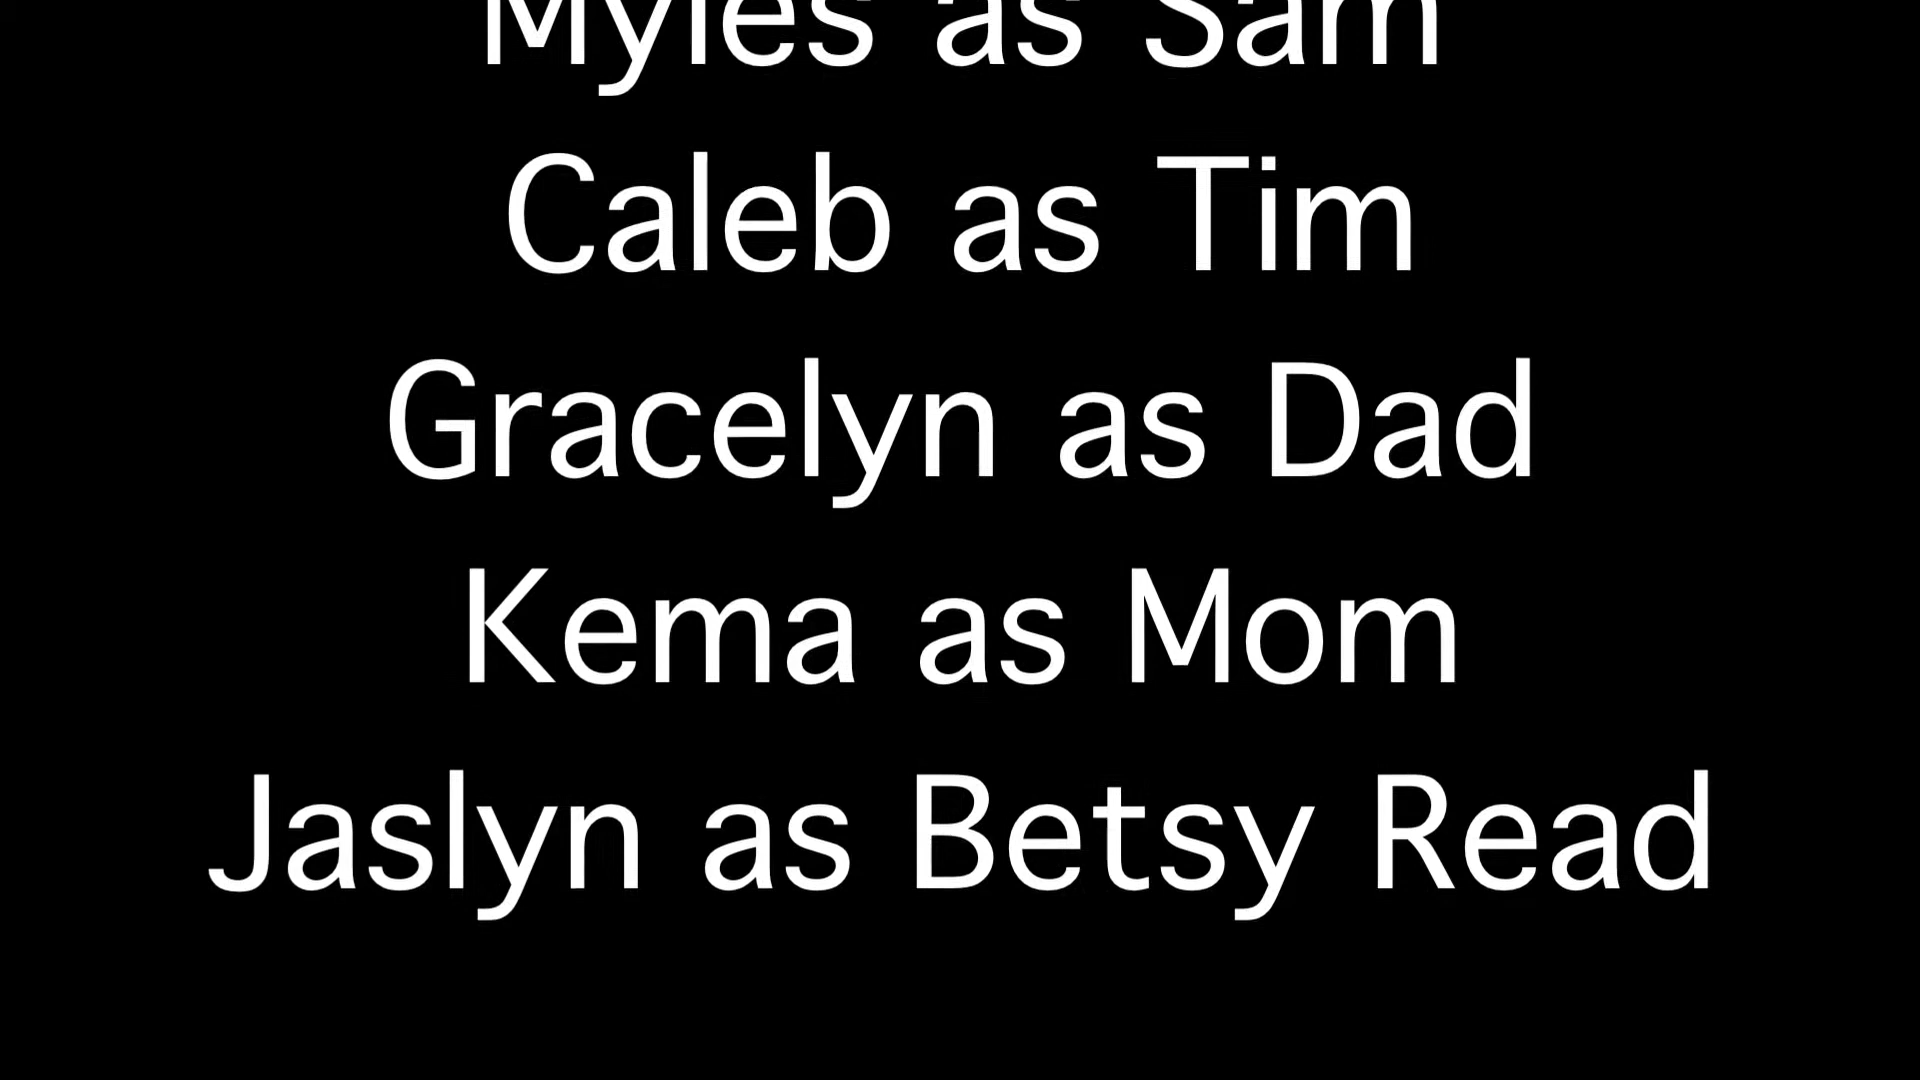 Myles as Sam
Caleb as Tim
Gracelyn as Dad
Kema as Mom
Jaslyn as Betsy Read